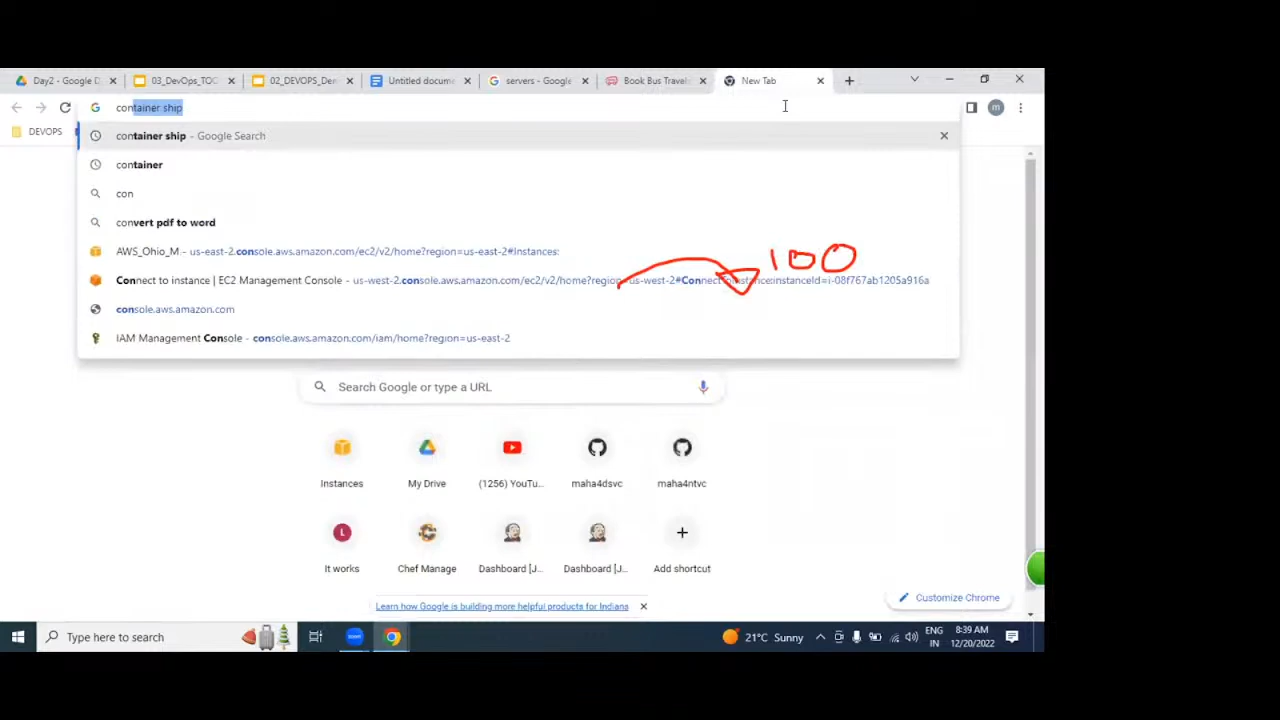 Day2 - Google D
03_DevOps_TOC
02_DEVOPS_Der
Untitled docume
servers - Google
Book Bus Travels
New Tab
container ship
DEVOPS
m
container ship - Google Search
container
con
convert pdf to word
AWS_Ohio_M - us-east-2.console.aws.amazon.com/ec2/v2/home?region=us-east-2#Instances:
Connect to instance | EC2 Management Console - us-west-2.console.aws.amazon.com/ec2/v2/home?region=us-west-2#ConnectToInstance:instanceId=i-08f767ab1205a916a
100
console.aws.amazon.com
IAM Management Console - console.aws.amazon.com/iam/home?region=us-east-2
Search Google or type a URL
Instances
My Drive
(1256) YouTu...
maha4dsvc
maha4ntvc
L
It works
Chef Manage
Dashboard [J...
Dashboard [J...
Add shortcut
Learn how Google is building more helpful products for Indians
Customize Chrome
Type here to search
zoom
21°C Sunny
ENG
IN
8:39 AM
12/20/2022